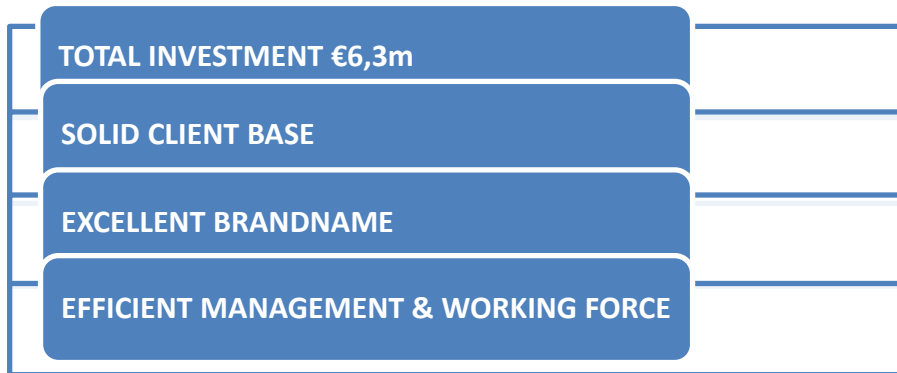 TOTAL INVESTMENT €6,3m
SOLID CLIENT BASE
EXCELLENT BRANDNAME
EFFICIENT MANAGEMENT & WORKING FORCE